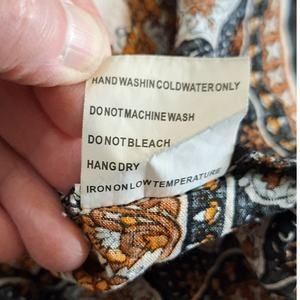 HAND WASH IN COLD WATER ONLY
DO NOT MACHINE WASH
DO NOT BLEACH
HANG DRY
IRON ON LOW TEMPERATURE